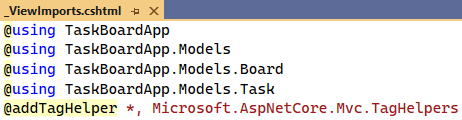 _ViewImports.cshtml
@using TaskBoardApp
@using TaskBoardApp.Models
@using TaskBoardApp.Models.Board
@using TaskBoardApp.Models.Task
@addTagHelper *, Microsoft.AspNetCore.Mvc.TagHelpers